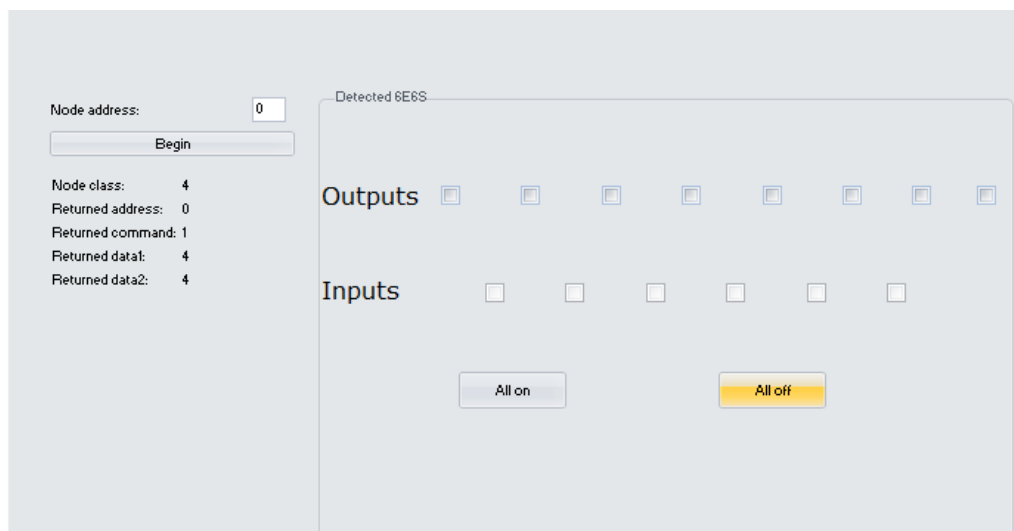 Node address: 0
Begin
Node class: 4
Returned address: 0
Returned command: 1
Returned data1: 4
Returned data2: 4
Detected 6E6S
Outputs
Inputs
All on All off